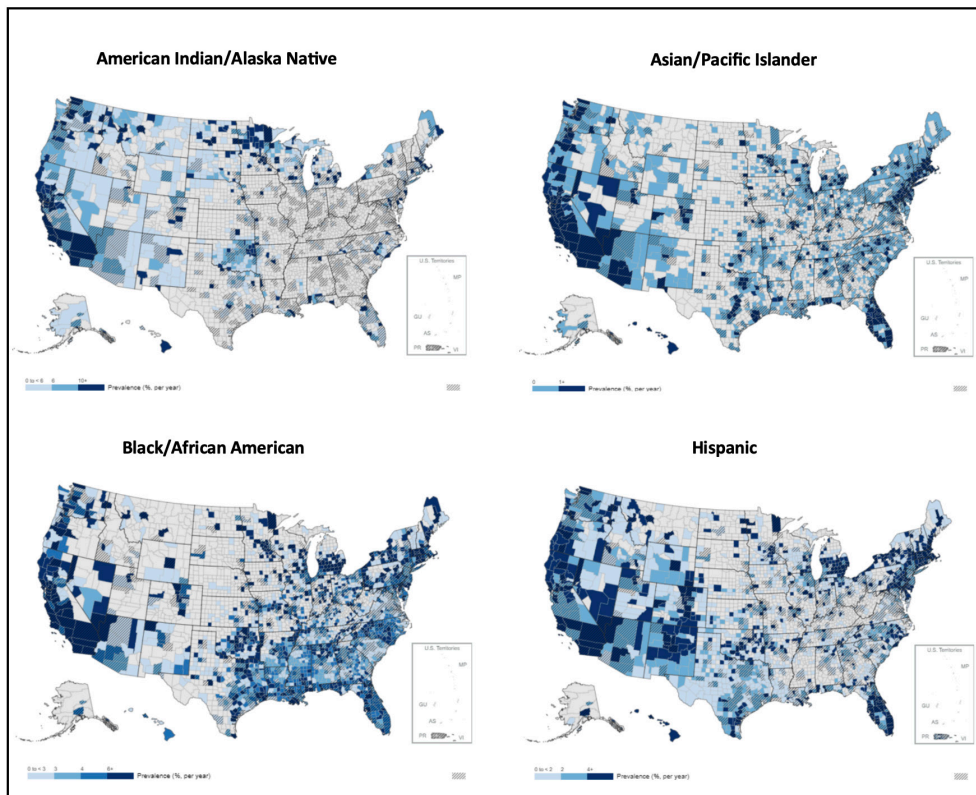 American Indian/Alaska Native
Asian/Pacific Islander
U.S. Territories
MP
GU
AS
PR
VI
U.S. Territories
MP
GU
AS
PR
VI
0 to < 6 6 10+ Prevalence (%, per year)
0 1+ Prevalence (%, per year)
Black/African American
Hispanic
U.S. Territories
MP
GU
AS
PR
VI
U.S. Territories
MP
GU
AS
PR
VI
0 to < 3 3 4 6+ Prevalence (%, per year)
0 to < 2 2 4+ Prevalence (%, per year)